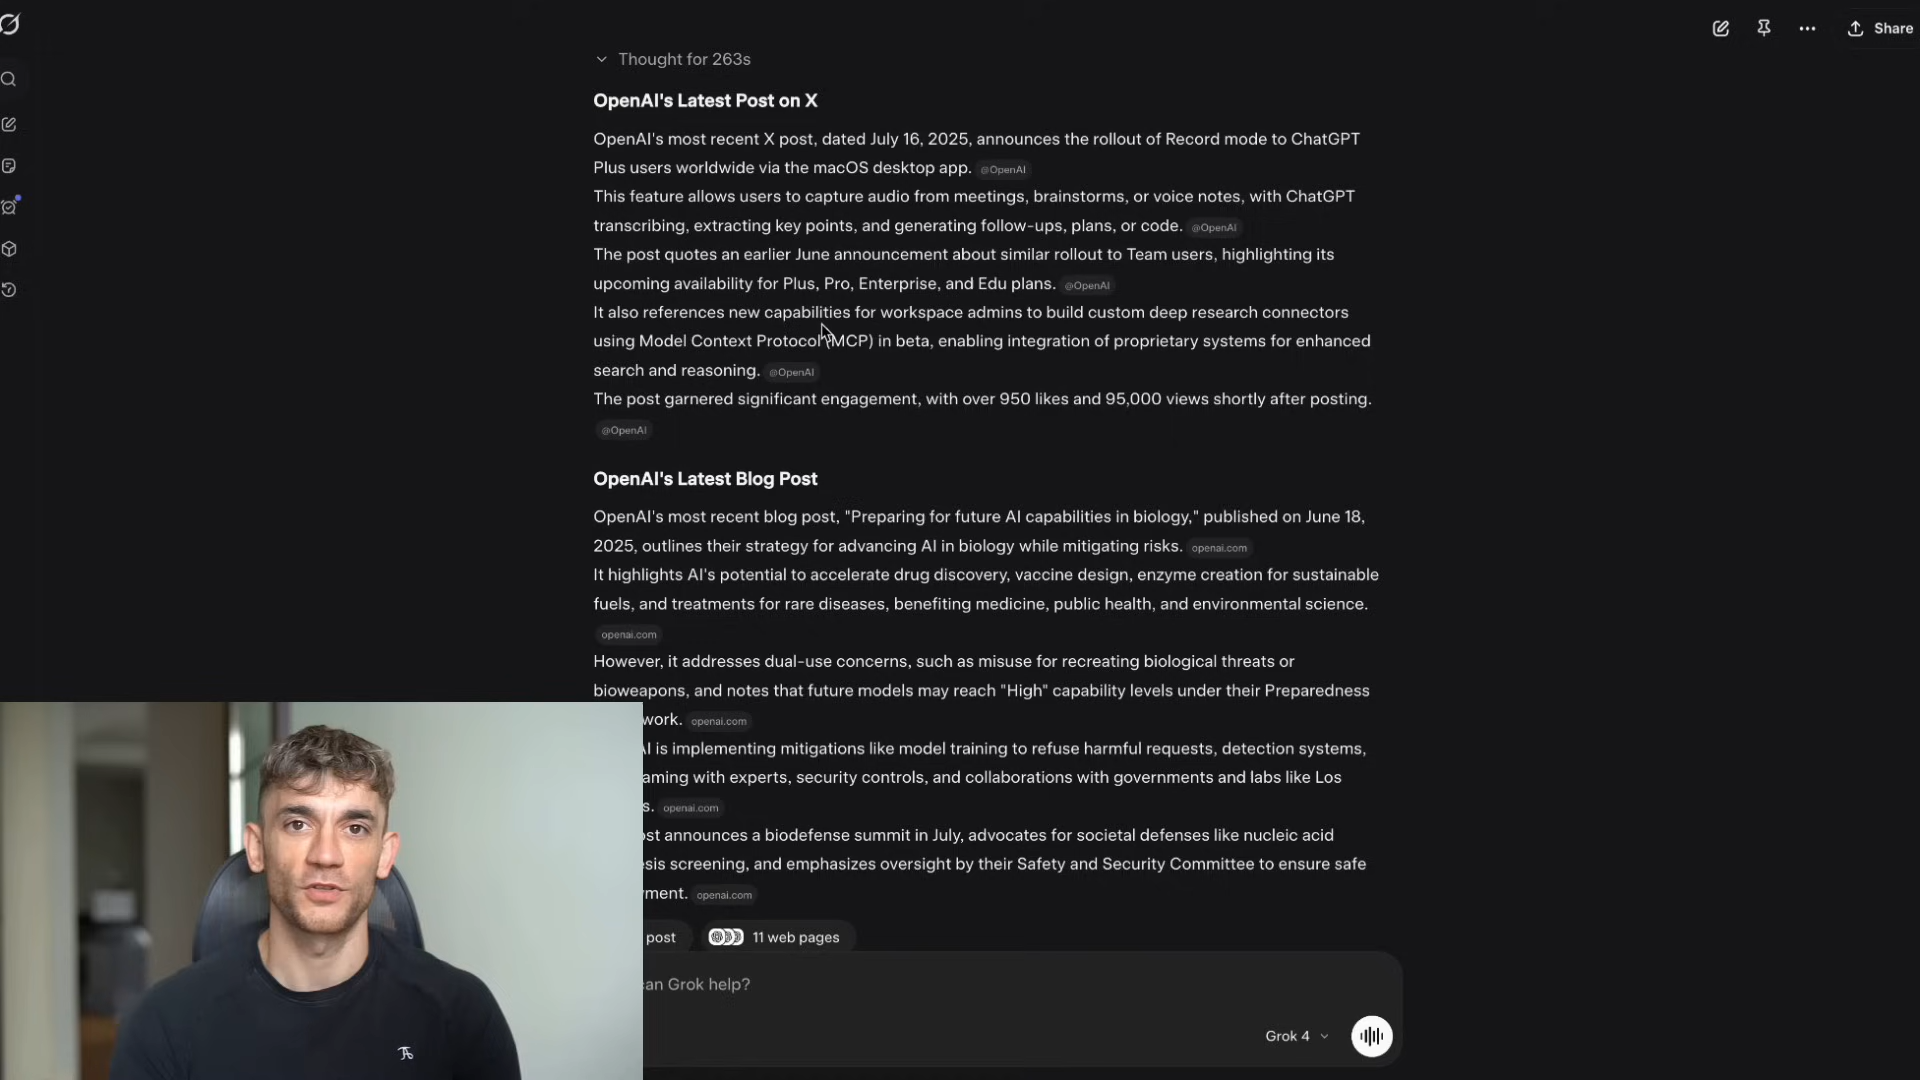 Share
Thought for 263s
OpenAI's Latest Post on X
OpenAI's most recent X post, dated July 16, 2025, announces the rollout of Record mode to ChatGPT
Plus users worldwide via the macOS desktop app. @OpenAI
This feature allows users to capture audio from meetings, brainstorms, or voice notes, with ChatGPT
transcribing, extracting key points, and generating follow-ups, plans, or code. @OpenAI
The post quotes an earlier June announcement about similar rollout to Team users, highlighting its
upcoming availability for Plus, Pro, Enterprise, and Edu plans. @OpenAI
It also references new capabilities for workspace admins to build custom deep research connectors
using Model Context Protocol (MCP) in beta, enabling integration of proprietary systems for enhanced
search and reasoning. @OpenAI
The post garnered significant engagement, with over 950 likes and 95,000 views shortly after posting.
@OpenAI
OpenAI's Latest Blog Post
OpenAI's most recent blog post, "Preparing for future AI capabilities in biology," published on June 18,
2025, outlines their strategy for advancing AI in biology while mitigating risks. openai.com
It highlights AI's potential to accelerate drug discovery, vaccine design, enzyme creation for sustainable
fuels, and treatments for rare diseases, benefiting medicine, public health, and environmental science.
openai.com
However, it addresses dual-use concerns, such as misuse for recreating biological threats or
bioweapons, and notes that future models may reach "High" capability levels under their Preparedness
work. openai.com
AI is implementing mitigations like model training to refuse harmful requests, detection systems,
aming with experts, security controls, and collaborations with governments and labs like Los
s. openai.com
ost announces a biodefense summit in July, advocates for societal defenses like nucleic acid
esis screening, and emphasizes oversight by their Safety and Security Committee to ensure safe
ment. openai.com
post 11 web pages
can Grok help?
Grok 4